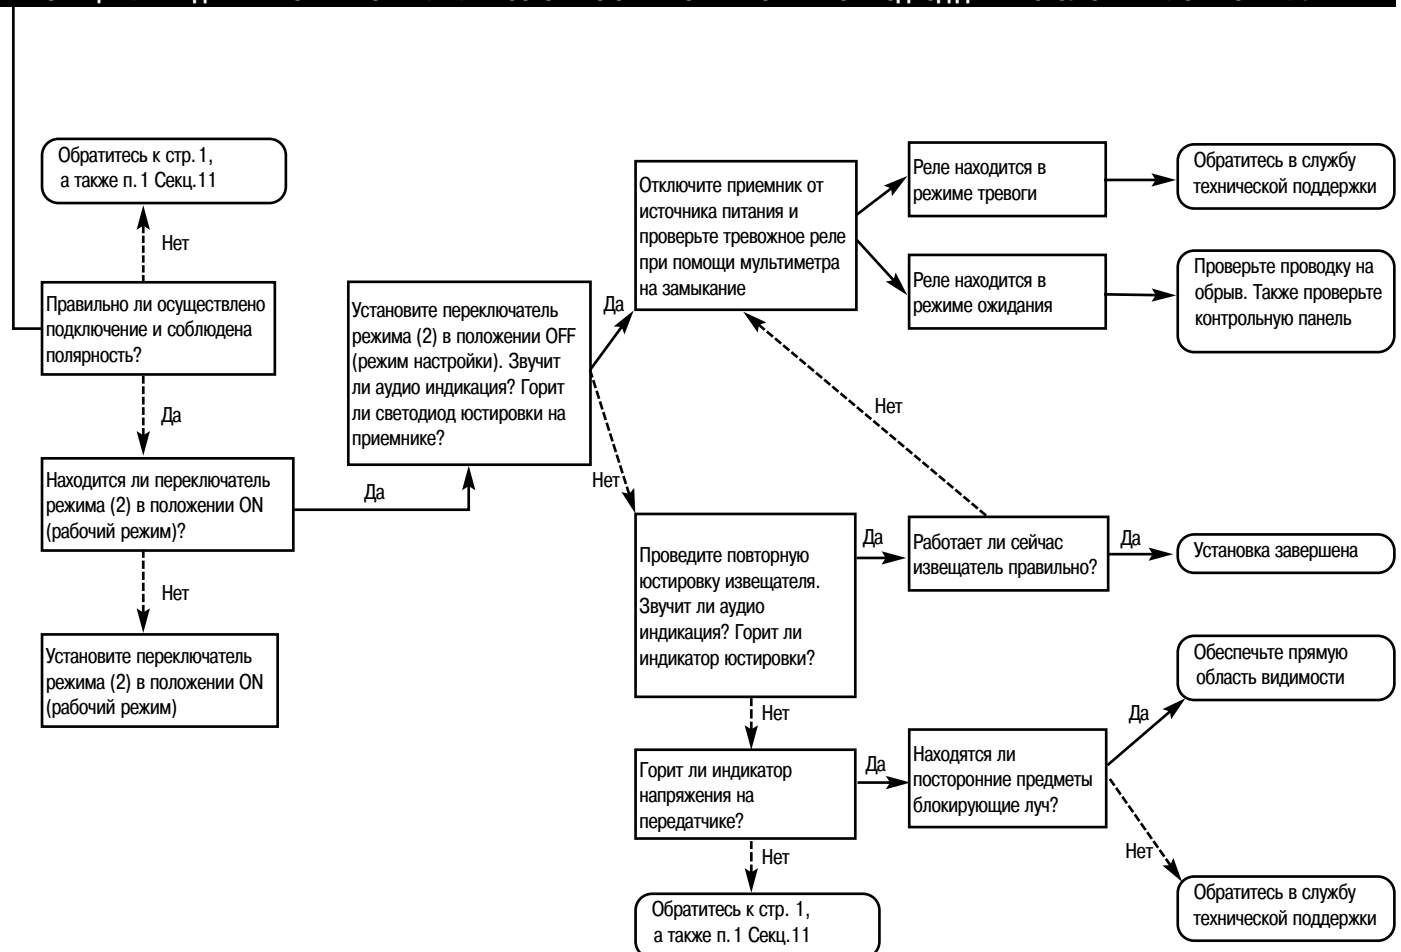 Обратитесь к стр. 1,
а также п. 1 Секц.11
Нет
Правильно ли осуществлено
подключение и соблюдена
полярность?
Да
Находится ли переключатель
режима (2) в положении ON
(рабочий режим)?
Нет
Установите переключатель
режима (2) в положении ON
(рабочий режим)
Да
Установите переключатель
режима (2) в положении OFF
(режим настройки). Звучит
ли аудио индикация? Горит
ли светодиод юстировки на
приемнике?
Да
Нет
Отключите приемник от
источника питания и
проверьте тревожное реле
при помощи мультиметра
на замыкание
Реле находится в
режиме тревоги
Обратитесь в службу
технической поддержки
Реле находится в
режиме ожидания
Проверьте проводку на
обрыв. Также проверьте
контрольную панель
Нет
Проведите повторную
юстировку извещателя.
Звучит ли аудио
индикация? Горит ли
индикатор юстировки?
Да
Работает ли сейчас
извещатель правильно?
Да
Установка завершена
Нет
Горит ли индикатор
напряжения на
передатчике?
Да
Находятся ли
посторонние предметы
блокирующие луч?
Да
Обеспечьте прямую
область видимости
Нет
Обратитесь в службу
технической поддержки
Нет
Обратитесь к стр. 1,
а также п. 1 Секц.11